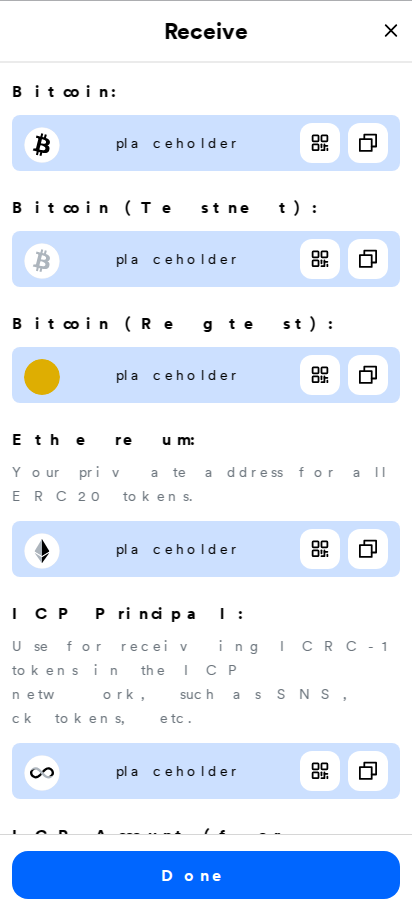 Receive
Bitcoin:
placeholder
Bitcoin (Testnet):
placeholder
Bitcoin (Regtest):
placeholder
Ethereum:
Your private address for all
ERC20 tokens.
placeholder
ICP Principal:
Use for receiving ICRC-1
tokens in the ICP
network, such as SNS,
ck tokens, etc.
placeholder
Done